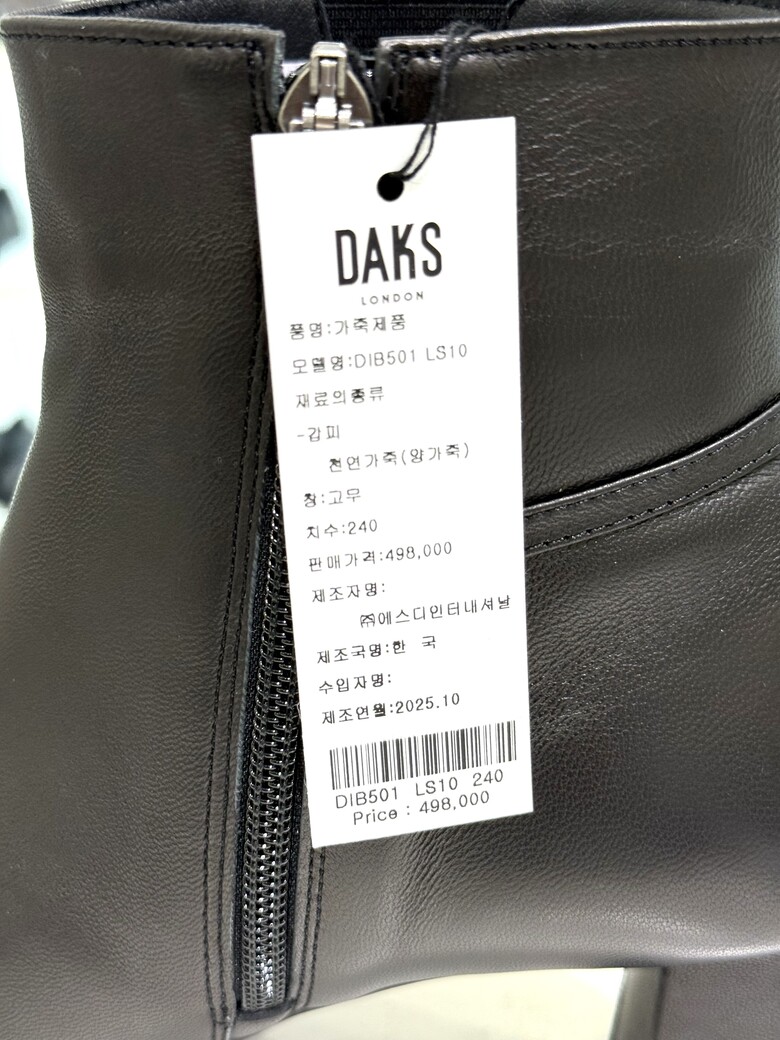 DAKS
LONDON
품명:가죽제품
모델명:DIB501 LS10
재료의종류
-갑피
천연가죽(양가죽)
창:고무
치수:240
판매가격:498,000
제조자명:
㈜에스디인터내셔날
제조국명:한 국
수입자명:
제조연월:2025.10
DIB501 LS10 240
Price : 498,000